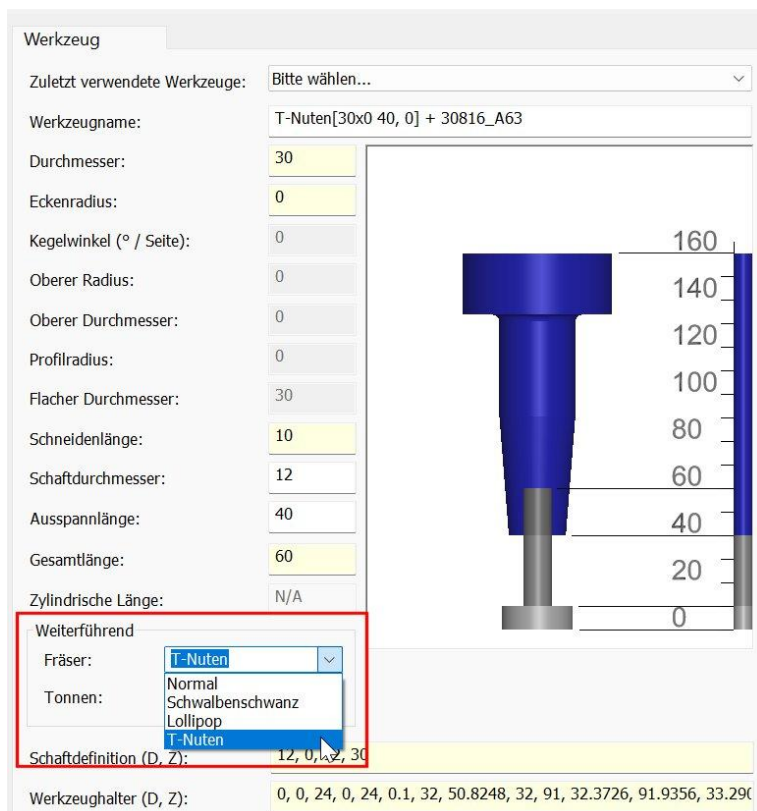 Werkzeug
Zuletzt verwendete Werkzeuge: Bitte wählen...
Werkzeugname: T-Nuten[30x0 40, 0] + 30816_A63
Durchmesser: 30
Eckenradius: 0
Kegelwinkel (° / Seite): 0
Oberer Radius: 0
Oberer Durchmesser: 0
Profilradius: 0
Flacher Durchmesser: 30
Schneidenlänge: 10
Schaftdurchmesser: 12
Ausspannlänge: 40
Gesamtlänge: 60
Zylindrische Länge: N/A
160
140
120
100
80
60
40
20
0
Weiterführend
Fräser: T-Nuten
Normal
Tonnen: Schwalbenschwanz
Lollipop
T-Nuten
Schaftdefinition (D, Z): 12, 0, 12, 30
Werkzeughalter (D, Z): 0, 0, 24, 0, 24, 0.1, 32, 50.8248, 32, 91, 32.3726, 91.9356, 33.290